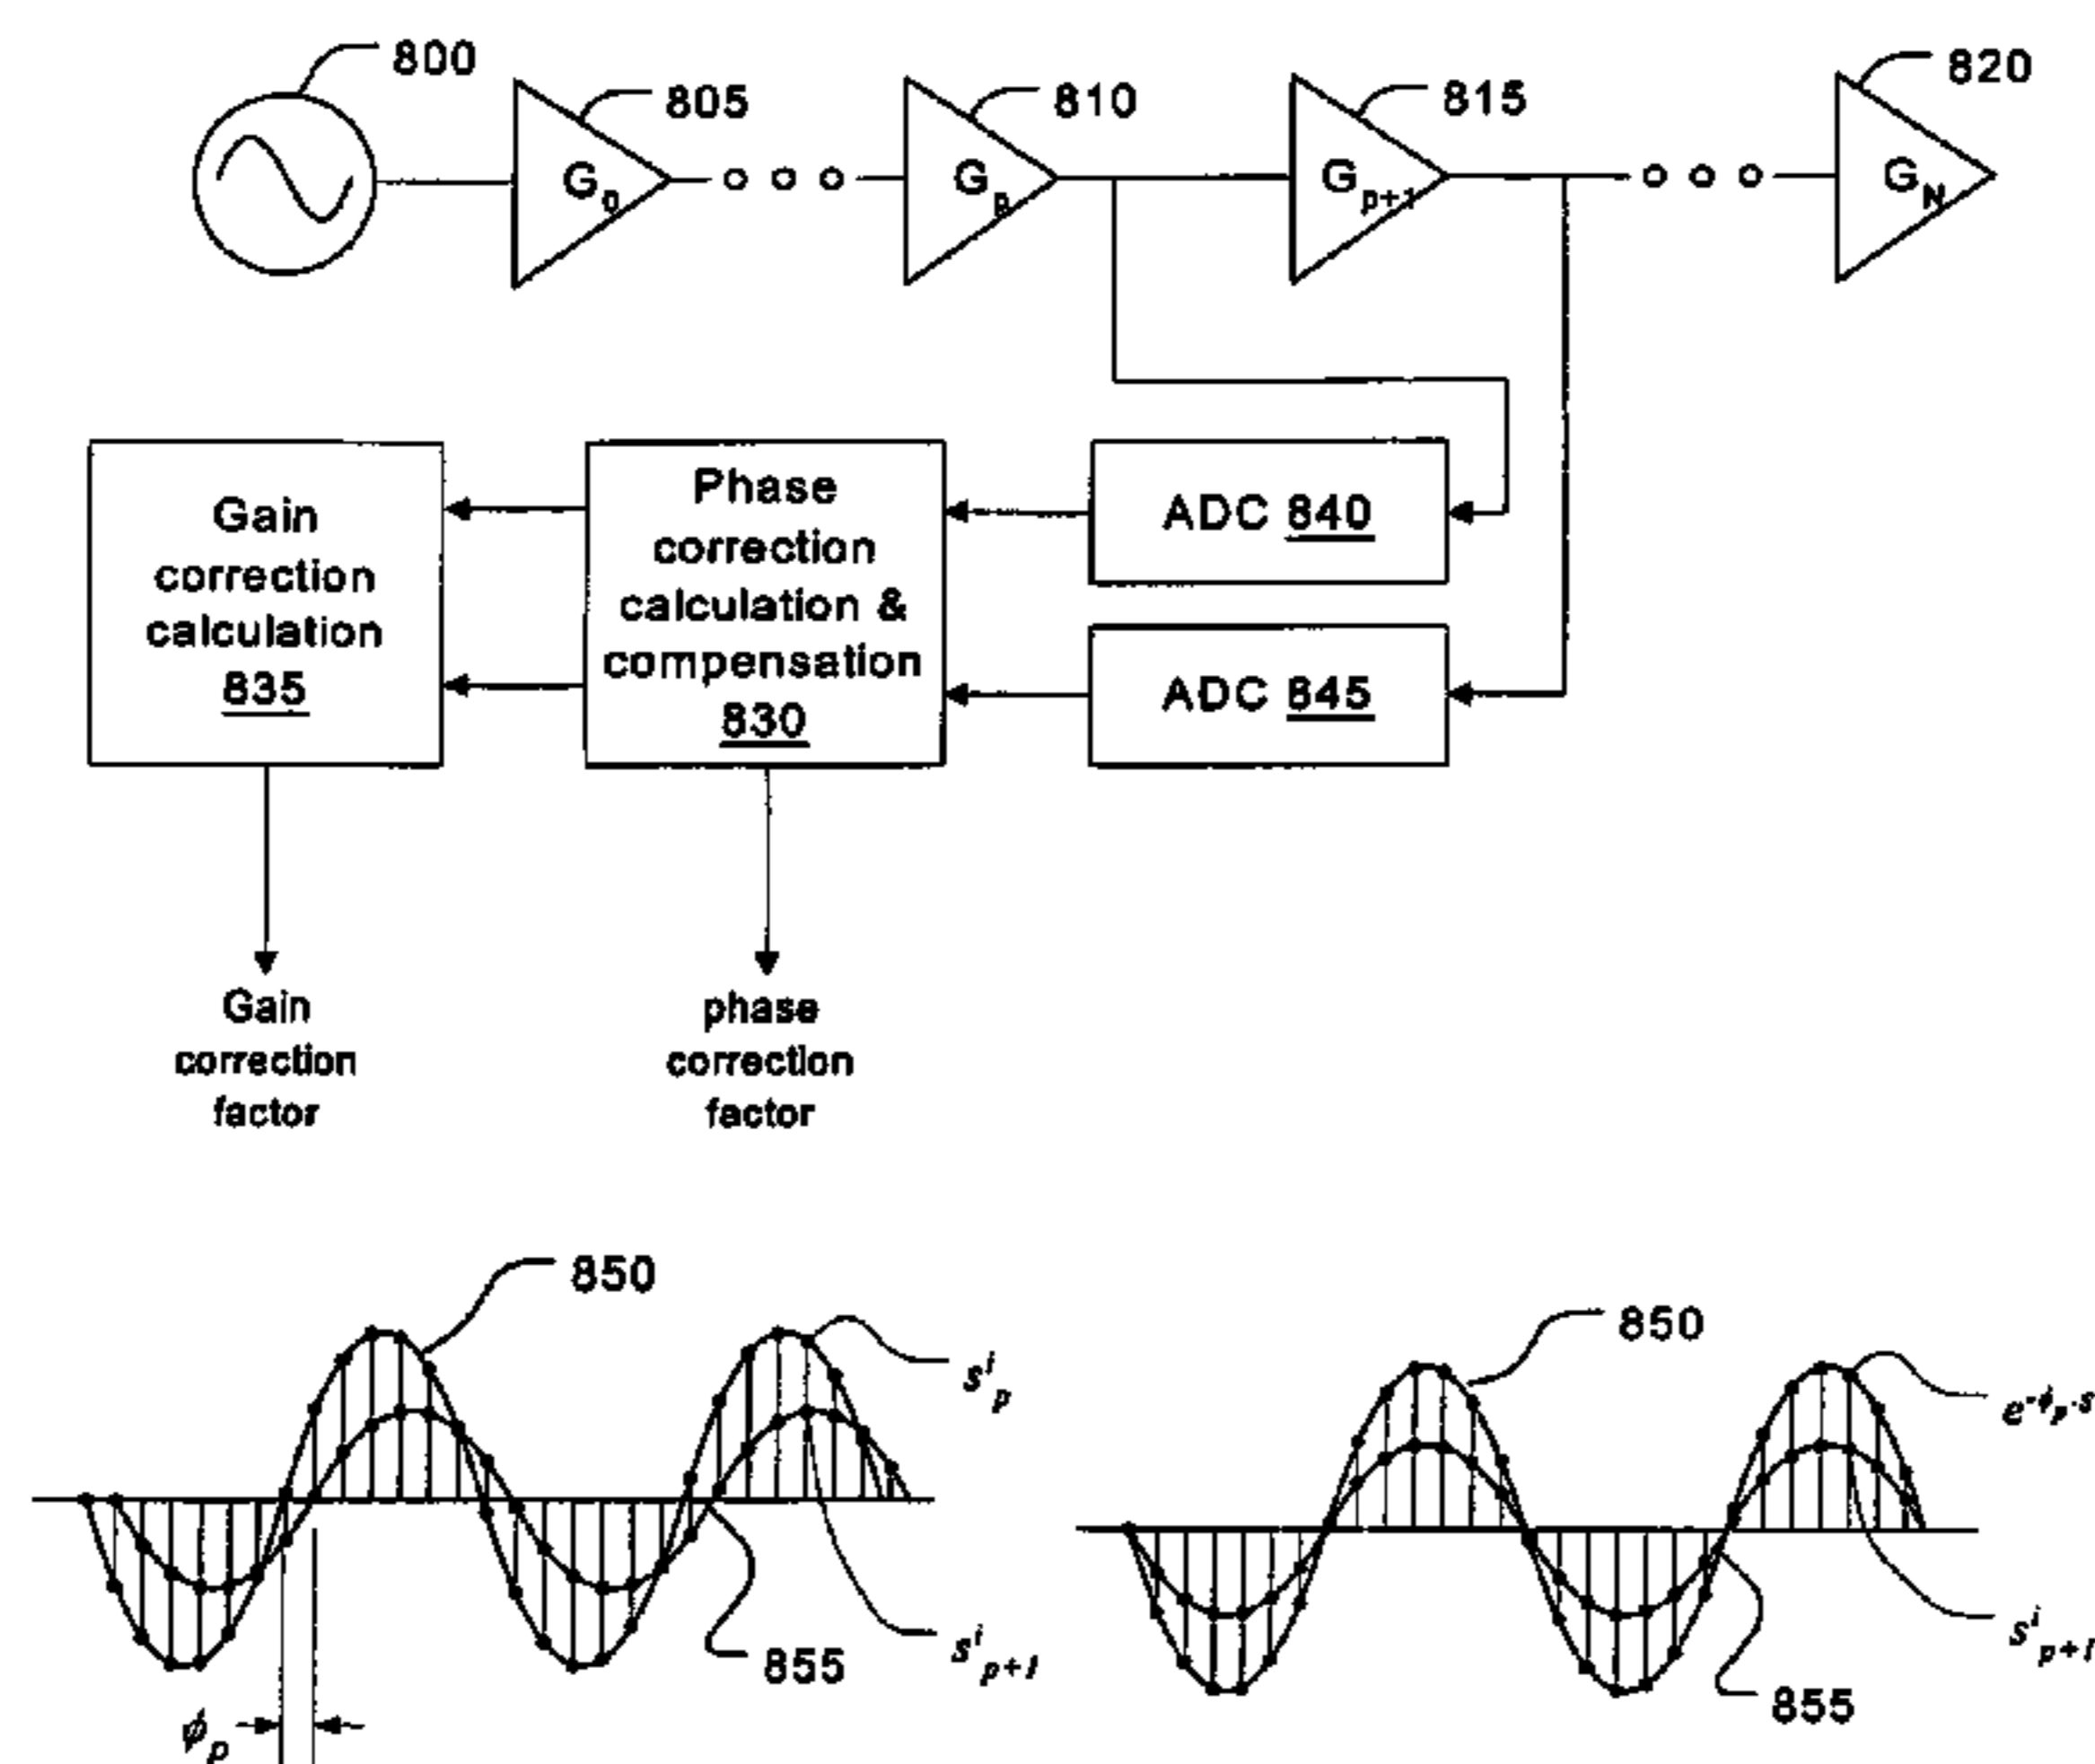 800
805
810
815
820
G0
Gp
Gp+1
GN
Gain
correction
calculation
835
Phase
correction
calculation &
compensation
830
ADC 840
ADC 845
Gain
correction
factor
phase
correction
factor
850
s^i_p
855
s^i_p+1
ϕp
850
e^-ϕp·s
855
s^i_p+1